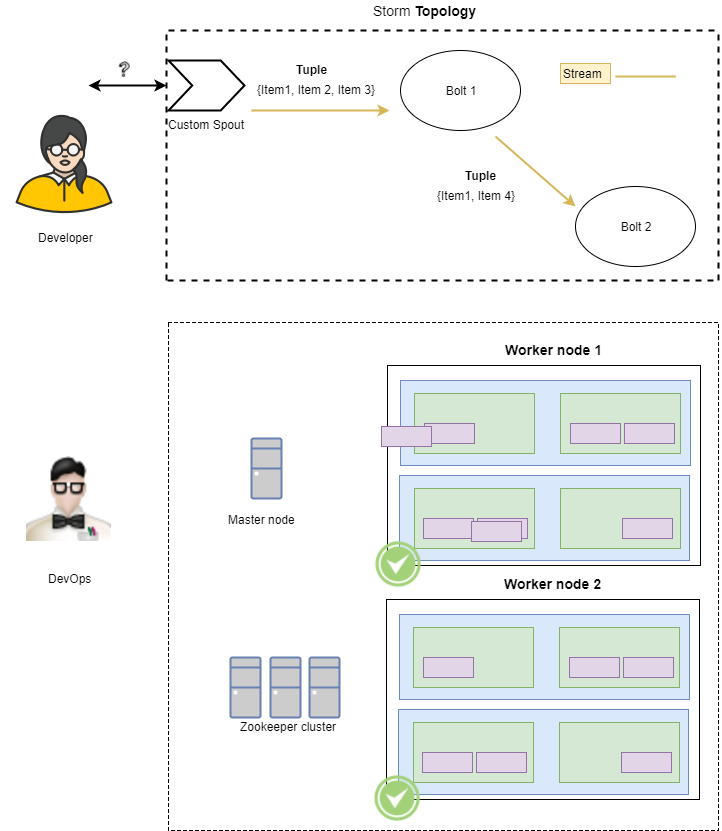 Storm Topology
?
Tuple
{Item1, Item 2, Item 3}
Custom Spout
Bolt 1
Stream
Tuple
{Item1, Item 4}
Bolt 2
Developer
Worker node 1
Master node
DevOps
Worker node 2
Zookeeper cluster